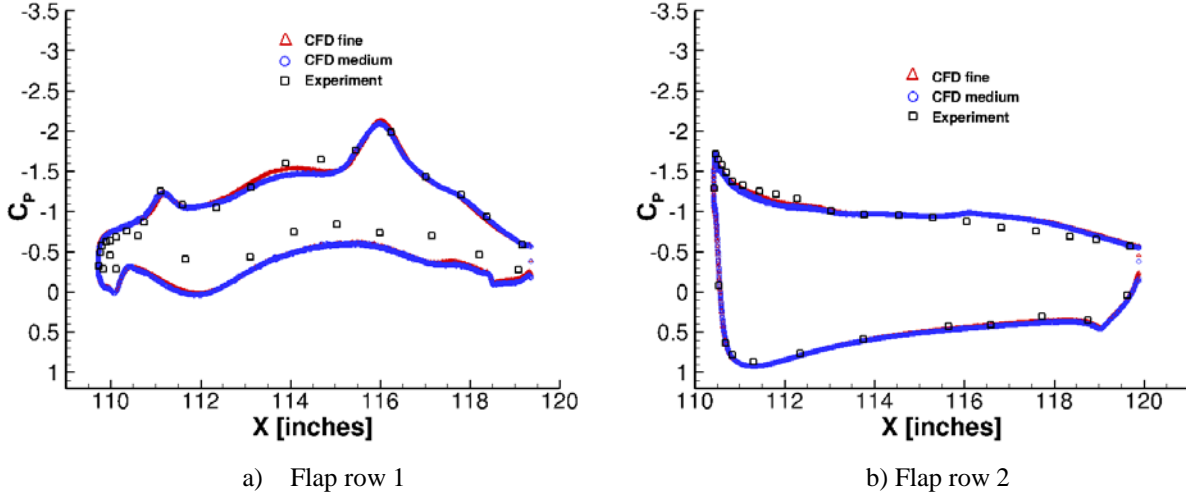 -3.5
-3
-2.5
-2
-1.5
-1
-0.5
0
0.5
1
CP
CFD fine
CFD medium
Experiment
110 112 114 116 118 120
X [inches]
a) Flap row 1
-3.5
-3
-2.5
-2
-1.5
-1
-0.5
0
0.5
1
CP
CFD fine
CFD medium
Experiment
110 112 114 116 118 120
X [inches]
b) Flap row 2